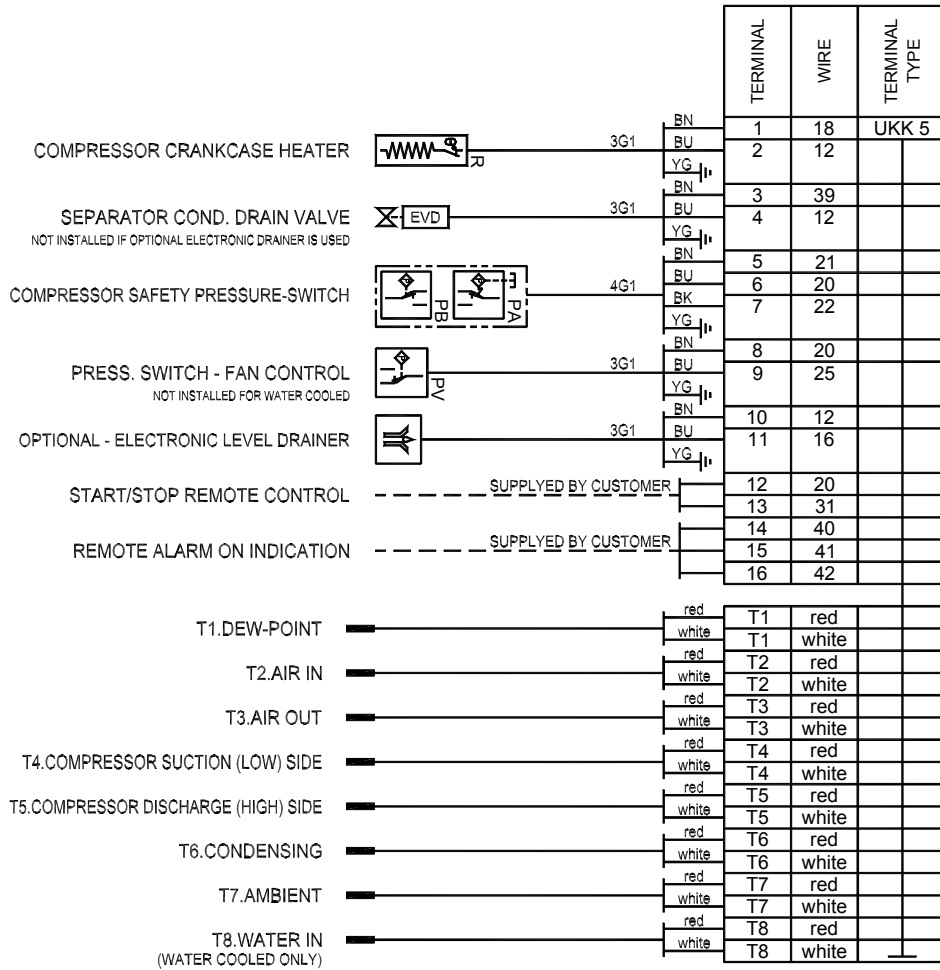 TERMINAL WIRE TERMINAL TYPE
BN 1 18 UKK 5
COMPRESSOR CRANKCASE HEATER R 3G1 BU 2 12
YG
BN 3 39
SEPARATOR COND. DRAIN VALVE EVD 3G1 BU 4 12
NOT INSTALLED IF OPTIONAL ELECTRONIC DRAINER IS USED YG
BN 5 21
BU 6 20
COMPRESSOR SAFETY PRESSURE-SWITCH PB PA 4G1 BK 7 22
YG
BN 8 20
PRESS. SWITCH - FAN CONTROL PV 3G1 BU 9 25
NOT INSTALLED FOR WATER COOLED YG
BN 10 12
OPTIONAL - ELECTRONIC LEVEL DRAINER 3G1 BU 11 16
YG
START/STOP REMOTE CONTROL SUPPLYED BY CUSTOMER 12 20
13 31
14 40
REMOTE ALARM ON INDICATION SUPPLYED BY CUSTOMER 15 41
16 42
T1.DEW-POINT red T1 red
white T1 white
T2.AIR IN red T2 red
white T2 white
T3.AIR OUT red T3 red
white T3 white
T4.COMPRESSOR SUCTION (LOW) SIDE red T4 red
white T4 white
T5.COMPRESSOR DISCHARGE (HIGH) SIDE red T5 red
white T5 white
T6.CONDENSING red T6 red
white T6 white
T7.AMBIENT red T7 red
white T7 white
T8.WATER IN red T8 red
(WATER COOLED ONLY) white T8 white